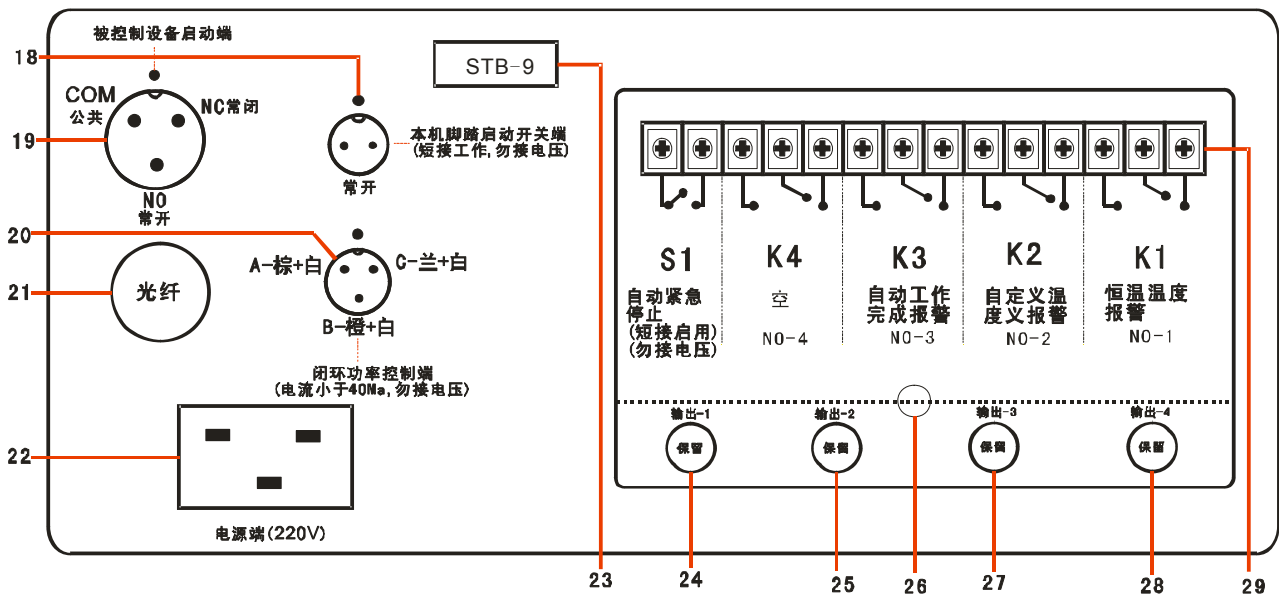 被控制设备启动端
18
STB-9
COM
公共
NC常闭
19
本机脚踏启动开关端
(短接工作,勿接电压)
常开
NO
常开
29
20
A-棕+白
C-兰+白
B-橙+白
21
光纤
闭环功率控制端
(电流小于40Ma,勿接电压)
S1
自动紧急
停止
(短接启用)
(勿接电压)
K4
空
NO-4
K3
自动工作
完成报警
NO-3
K2
自定义温
度义报警
NO-2
K1
恒温温度
报警
NO-1
输出-1
保留
输出-2
保留
输出-3
保留
输出-4
保留
22
电源端(220V)
23
24
25
26
27
28